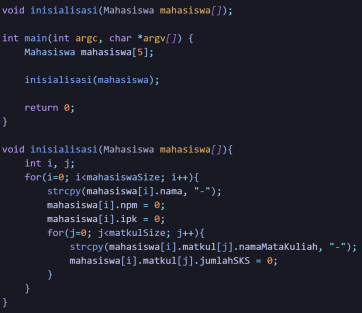 void inisialisasi(Mahasiswa mahasiswa[]);
int main(int argc, char *argv[]) {
Mahasiswa mahasiswa[5];
inisialisasi(mahasiswa);
return 0;
}
void inisialisasi(Mahasiswa mahasiswa[]){
int i, j;
for(i=0; i<mahasiswaSize; i++){
strcpy(mahasiswa[i].nama, "-");
mahasiswa[i].npm = 0;
mahasiswa[i].ipk = 0;
for(j=0; j<matkulSize; j++){
strcpy(mahasiswa[i].matkul[j].namaMataKuliah, "-");
mahasiswa[i].matkul[j].jumlahSKS = 0;
}
}
}